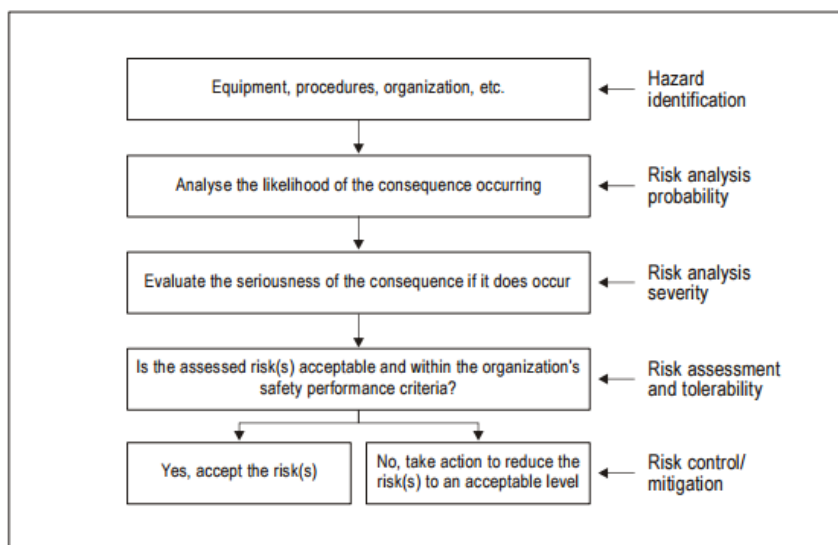 Equipment, procedures, organization, etc.
Hazard
identification
Analyse the likelihood of the consequence occurring
Risk analysis
probability
Evaluate the seriousness of the consequence if it does occur
Risk analysis
severity
Is the assessed risk(s) acceptable and within the organization's
safety performance criteria?
Risk assessment
and tolerability
Yes, accept the risk(s)
No, take action to reduce the
risk(s) to an acceptable level
Risk control/
mitigation